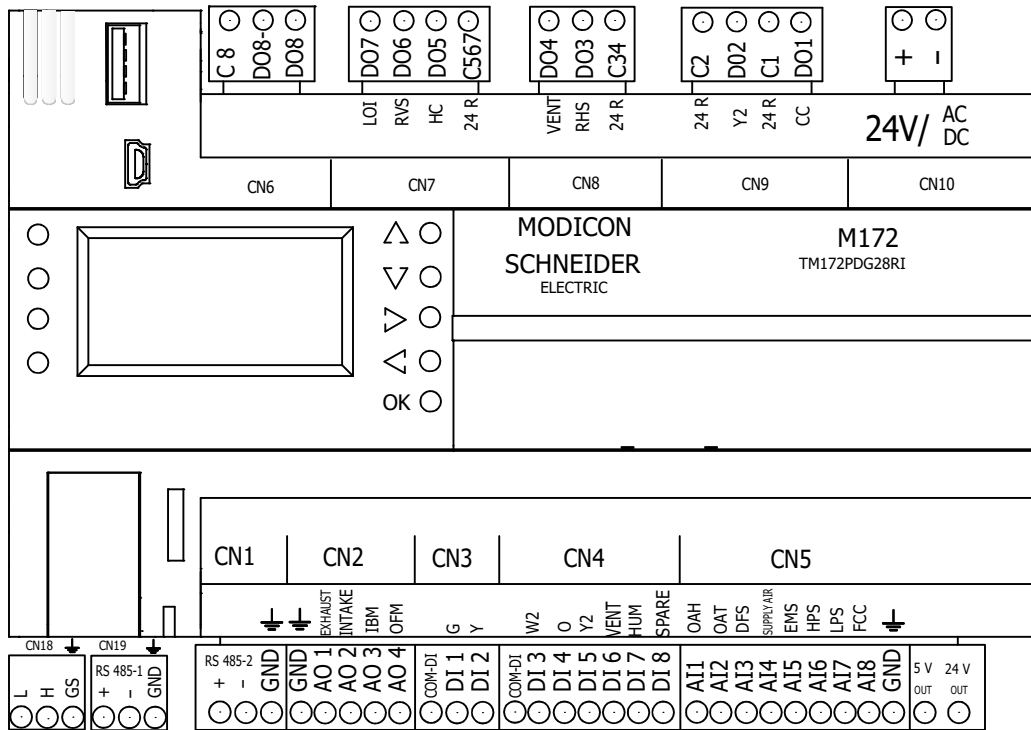 C 8 DO8- DO8 DO7 DO6 DO5 C567 DO4 DO3 C34 C2 D02 C1 DO1 + -
LOI RVS HC 24 R VENT RHS 24 R 24 R Y2 24 R CC
24V/ AC DC
CN6 CN7 CN8 CN9 CN10
MODICON
SCHNEIDER
ELECTRIC
M172
TM172PDG28RI
OK
CN1 CN2 CN3 CN4 CN5
EXHAUST INTAKE IBM OFM G Y W2 O Y2 VENT HUM SPARE OAH OAT DFS SUPPLY AIR EMS HPS LPS FCC
CN18 CN19
L H GS
RS 485-1
+ - GND
RS 485-2
+ - GND GND AO 1 AO 2 AO 3 AO 4 COM-DI DI 1 DI 2 COM-DI DI 3 DI 4 DI 5 DI 6 DI 7 DI 8 AI1 AI2 AI3 AI4 AI5 AI6 AI7 AI8 GND
5 V OUT
24 V OUT